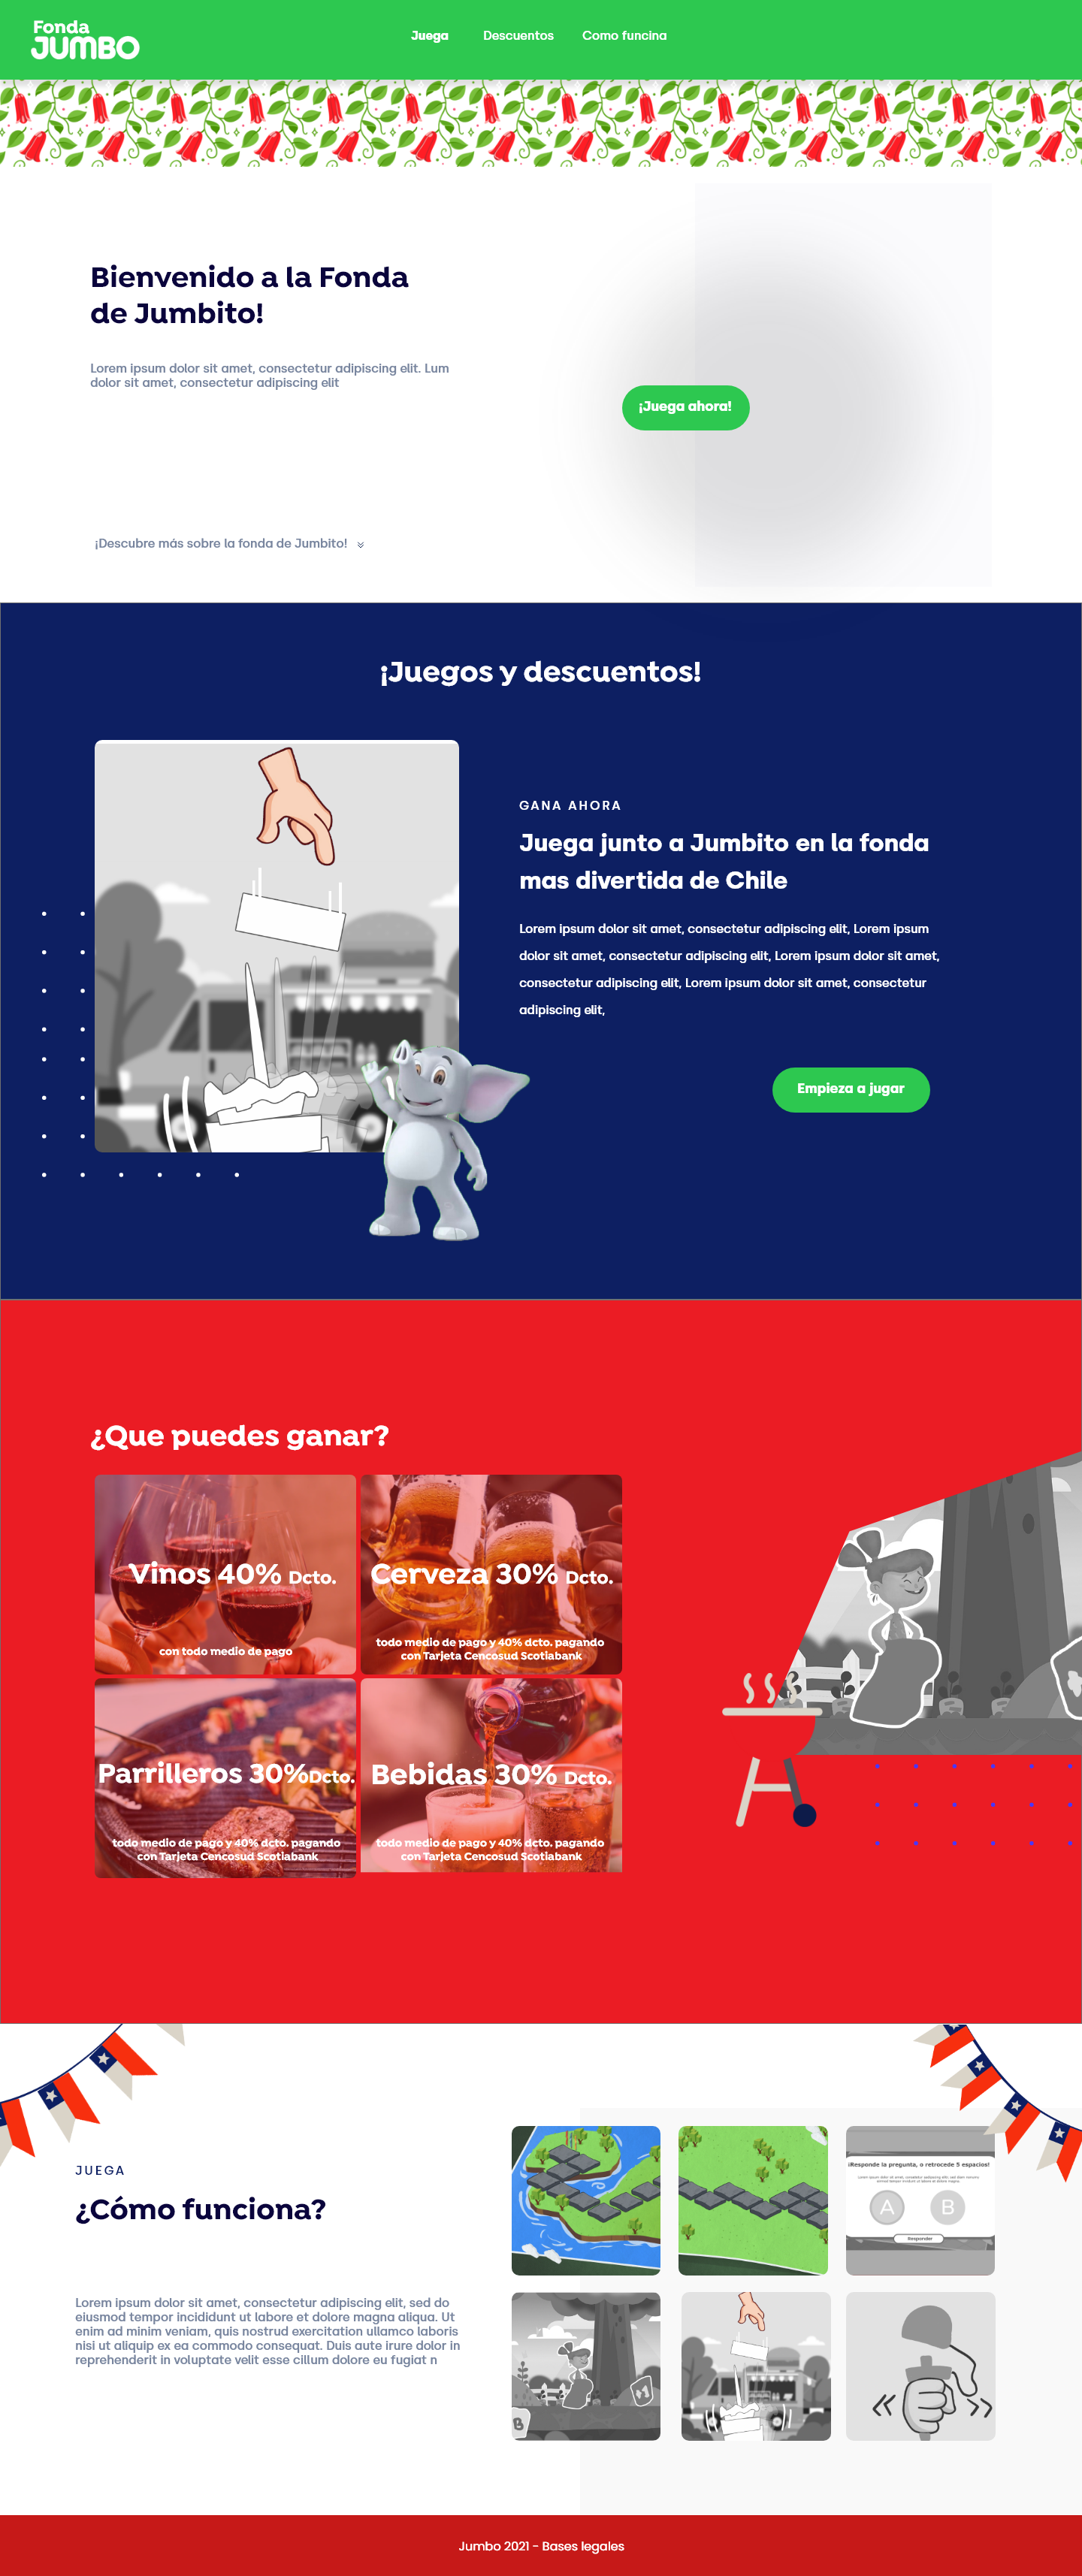 Fonda
JUMBO
Juega
Descuentos
Como funcina
Bienvenido a la Fonda
de Jumbito!
Lorem ipsum dolor sit amet, consectetur adipiscing elit. Lum
dolor sit amet, consectetur adipiscing elit
¡Juega ahora!
¡Descubre más sobre la fonda de Jumbito!
¡Juegos y descuentos!
GANA AHORA
Juega junto a Jumbito en la fonda
mas divertida de Chile
Lorem ipsum dolor sit amet, consectetur adipiscing elit, Lorem ipsum
dolor sit amet, consectetur adipiscing elit, Lorem ipsum dolor sit amet,
consectetur adipiscing elit, Lorem ipsum dolor sit amet, consectetur
adipiscing elit,
Empieza a jugar
¿Que puedes ganar?
Vinos 40% Dcto.
con todo medio de pago
Cerveza 30% Dcto.
todo medio de pago y 40% dcto. pagando
con Tarjeta Cencosud Scotiabank
Parrilleros 30%Dcto.
todo medio de pago y 40% dcto. pagando
con Tarjeta Cencosud Scotiabank
Bebidas 30% Dcto.
todo medio de pago y 40% dcto. pagando
con Tarjeta Cencosud Scotiabank
JUEGA
¿Cómo funciona?
Lorem ipsum dolor sit amet, consectetur adipiscing elit, sed do
eiusmod tempor incididunt ut labore et dolore magna aliqua. Ut
enim ad minim veniam, quis nostrud exercitation ullamco laboris
nisi ut aliquip ex ea commodo consequat. Duis aute irure dolor in
reprehenderit in voluptate velit esse cillum dolore eu fugiat n
¡Responde la pregunta, o retrocede 5 espacios!
A
B
Responder
B
+1
Jumbo 2021 - Bases legales